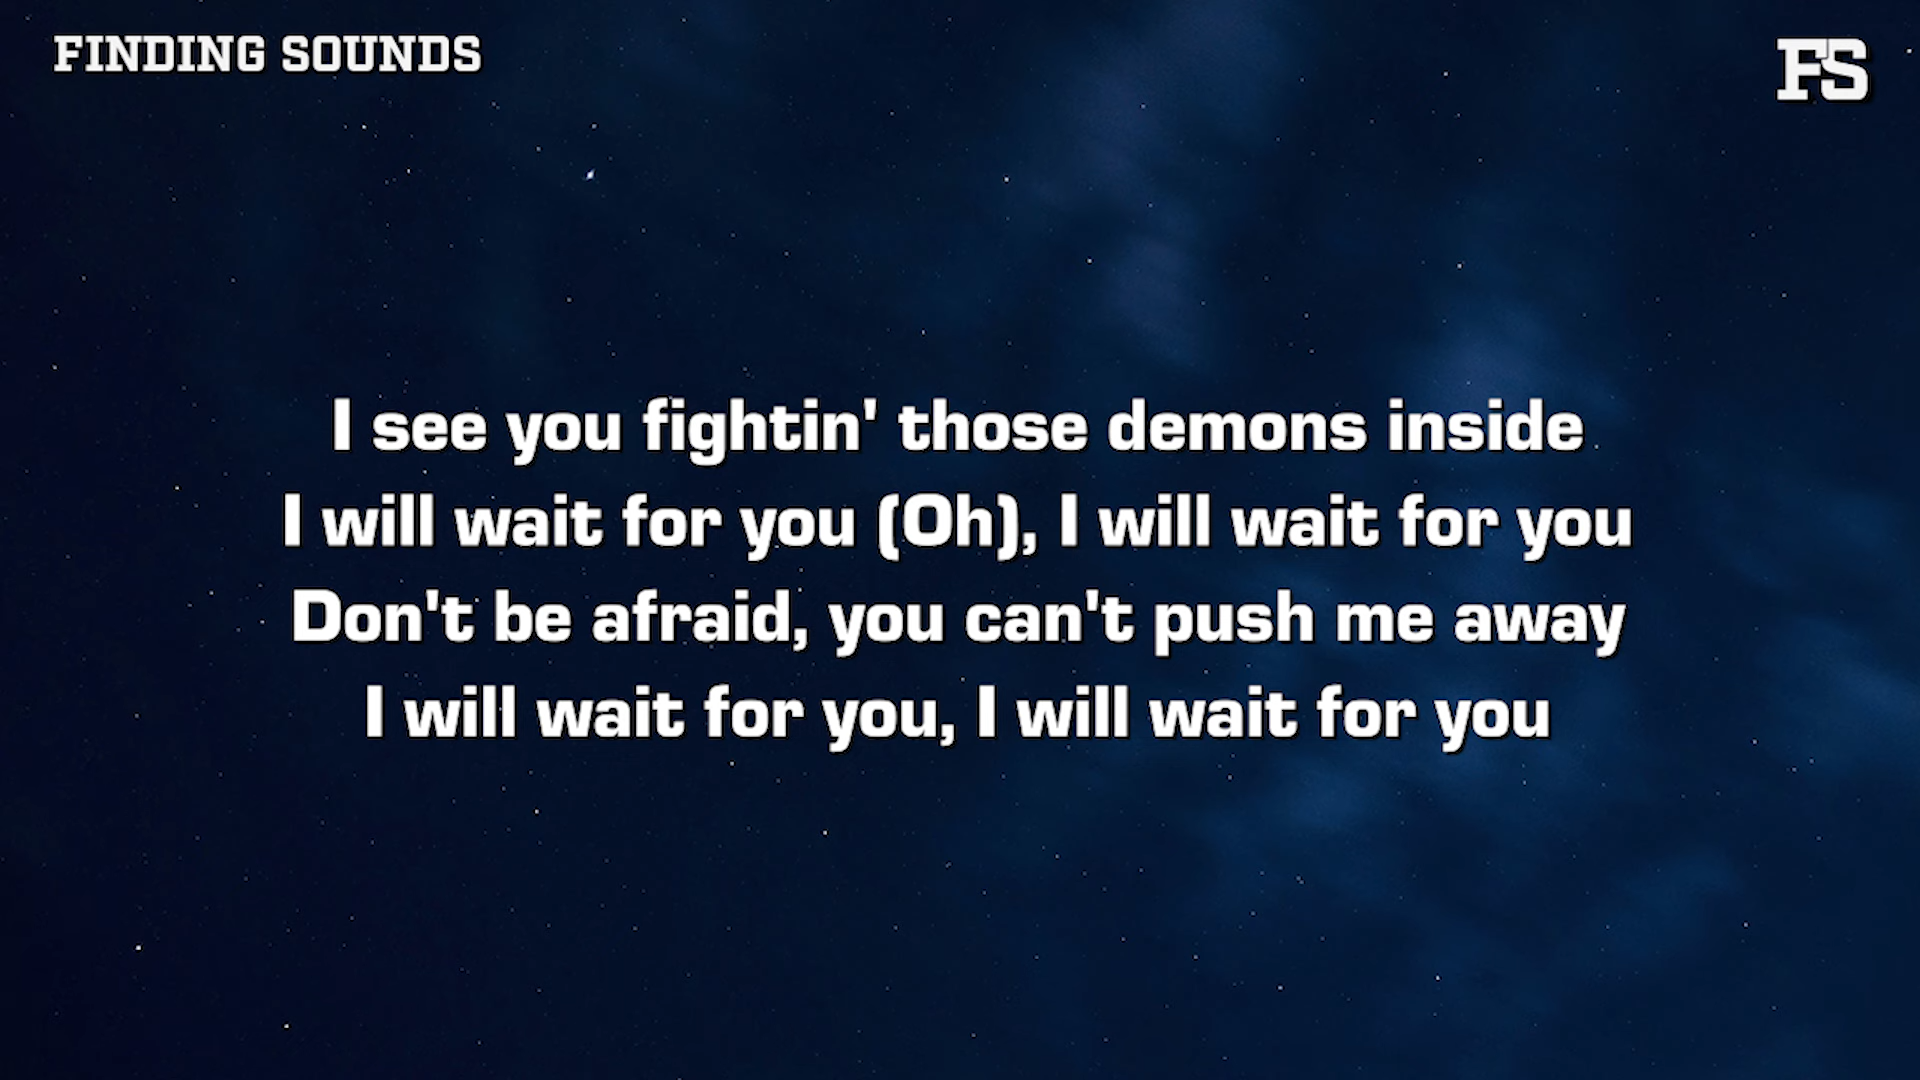 FINDING SOUNDS
FS
I see you fightin' those demons inside
I will wait for you (Oh), I will wait for you
Don't be afraid, you can't push me away
I will wait for you, I will wait for you